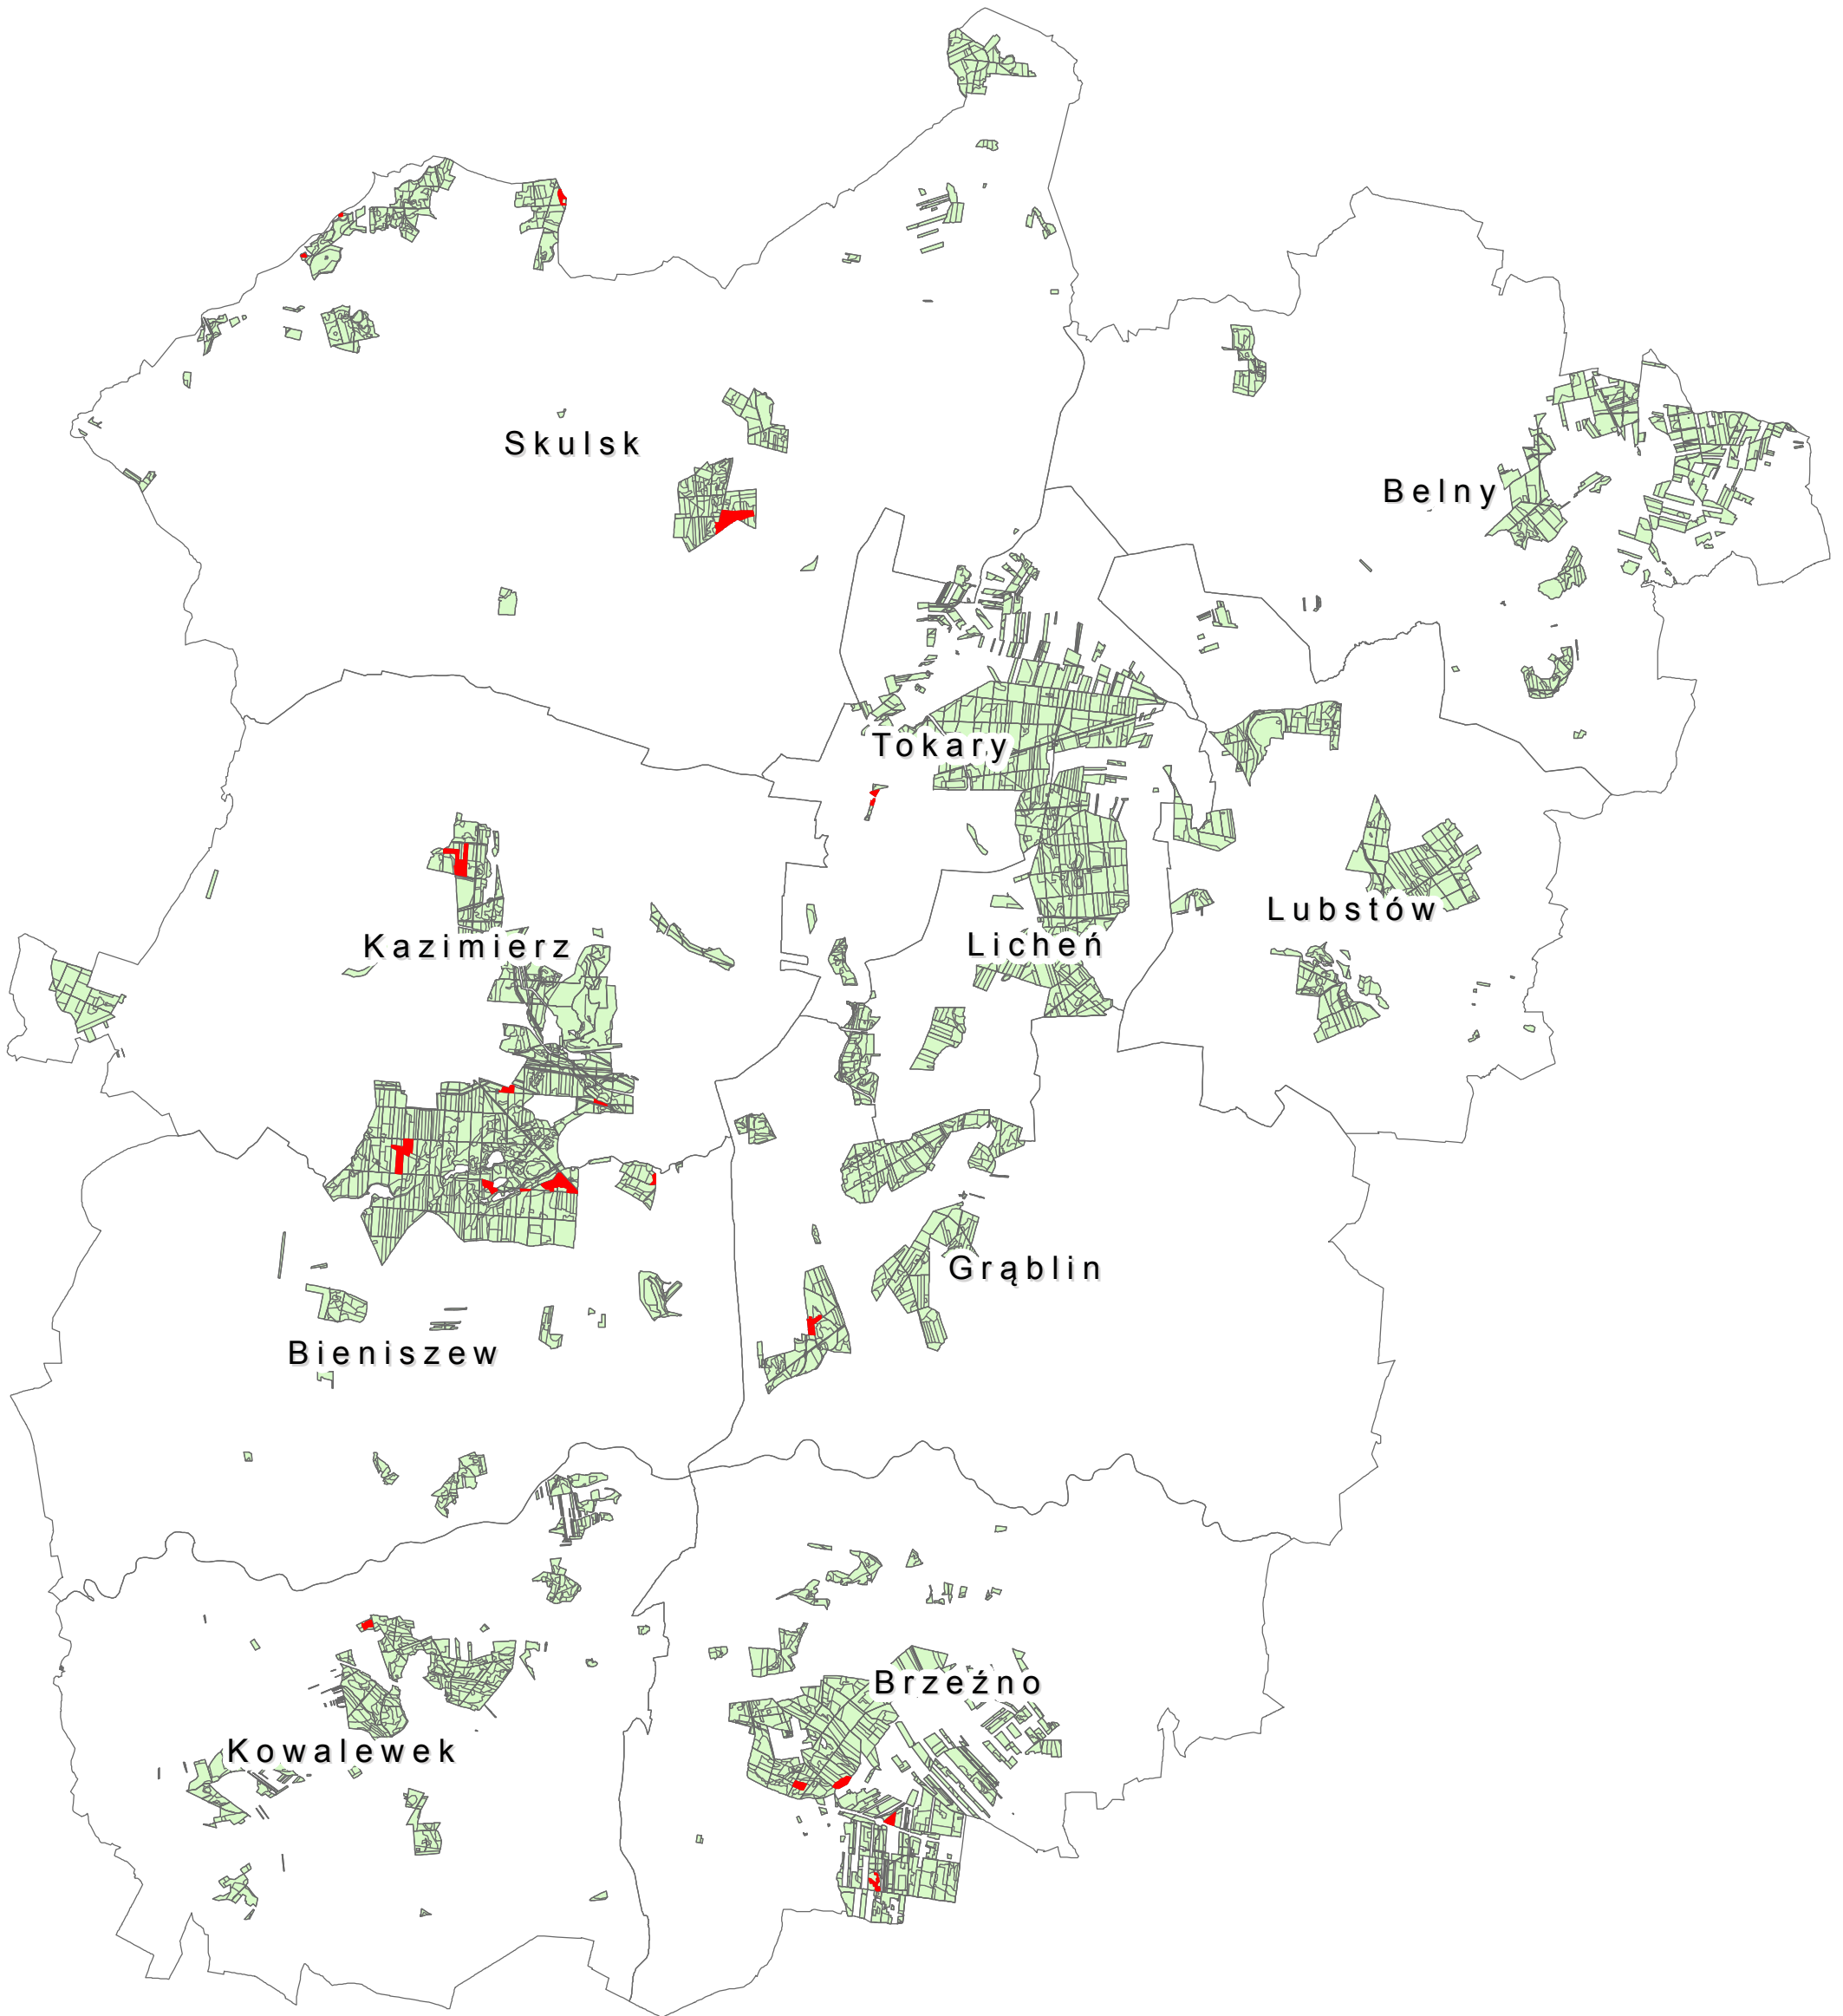 Skulsk
Belny
Tokary
Lubstów
Licheń
Kazimierz
Grąblin
Bieniszew
Brzeźno
Kowalewek